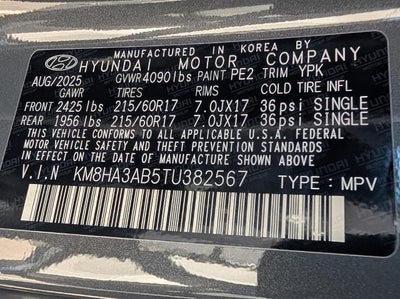 MANUFACTURED IN KOREA BY
HYUNDAI MOTOR COMPANY
AUG/2025 GVWR4090lbs PAINT PE2 TRIM YPK
GAWR TIRES RIMS COLD TIRE INFL
FRONT 2425 lbs 215/60R17 7.0JX17 36psi SINGLE
REAR 1956 lbs 215/60R17 7.0JX17 36psi SINGLE
THIS VEHICLE CONFORMS TO ALL APPLICABLE U.S.A. FEDERAL
MOTOR VEHICLE SAFETY AND THEFT PREVENTION STANDARDS
IN EFFECT ON THE DATE OF MANUFACTURE SHOWN ABOVE.
V.I.N KM8HA3AB5TU382567 TYPE : MPV